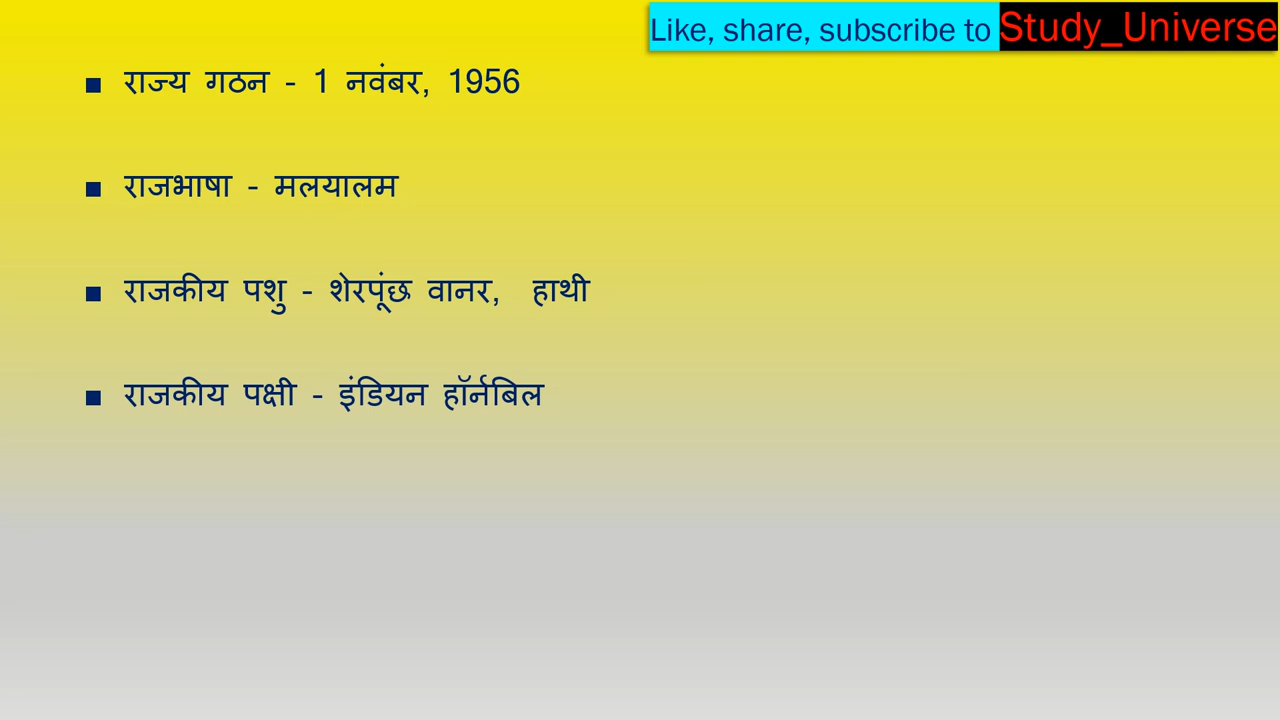 Like, share, subscribe to Study_Universe
▪ राज्य गठन - 1 नवंबर, 1956
▪ राजभाषा - मलयालम
▪ राजकीय पशु - शेरपूंछ वानर, हाथी
▪ राजकीय पक्षी - इंडियन हॉर्नबिल